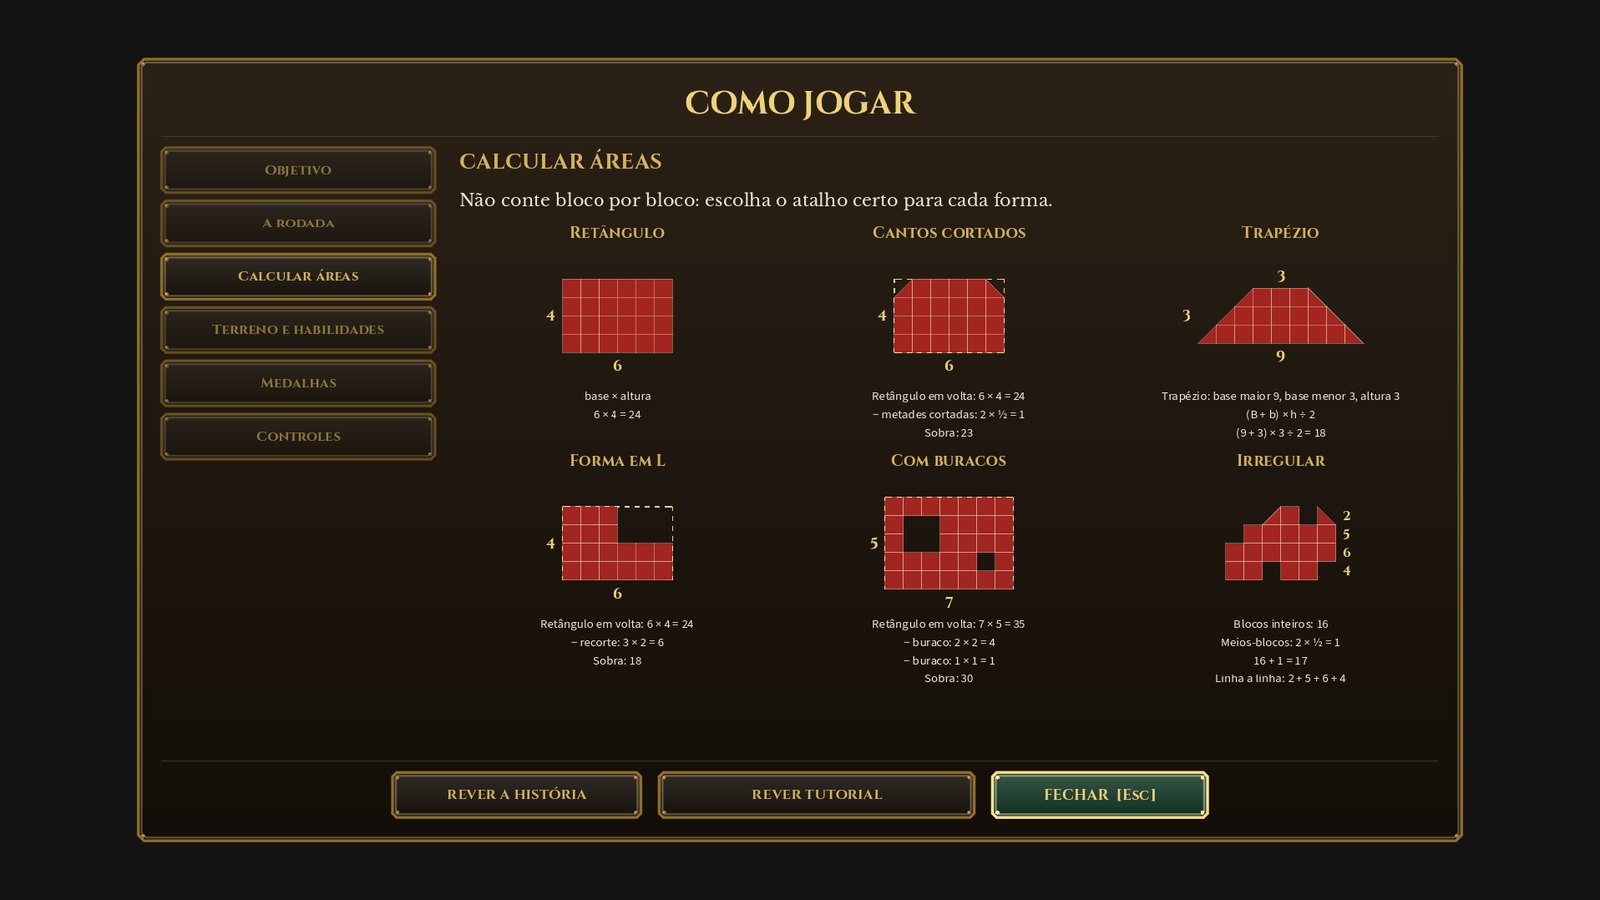 COMO JOGAR
OBJETIVO
A RODADA
CALCULAR ÁREAS
TERRENO E HABILIDADES
MEDALHAS
CONTROLES
CALCULAR ÁREAS
Não conte bloco por bloco: escolha o atalho certo para cada forma.
RETÂNGULO
4
6
base × altura
6 × 4 = 24
CANTOS CORTADOS
4
6
Retângulo em volta: 6 × 4 = 24
− metades cortadas: 2 × ½ = 1
Sobra: 23
TRAPÉZIO
3
3
9
Trapézio: base maior 9, base menor 3, altura 3
(B + b) × h ÷ 2
(9 + 3) × 3 ÷ 2 = 18
FORMA EM L
4
6
Retângulo em volta: 6 × 4 = 24
− recorte: 3 × 2 = 6
Sobra: 18
COM BURACOS
5
7
Retângulo em volta: 7 × 5 = 35
− buraco: 2 × 2 = 4
− buraco: 1 × 1 = 1
Sobra: 30
IRREGULAR
2
5
6
4
Blocos inteiros: 16
Meios-blocos: 2 × ½ = 1
16 + 1 = 17
Linha a linha: 2 + 5 + 6 + 4
REVER A HISTÓRIA
REVER TUTORIAL
FECHAR [ESC]